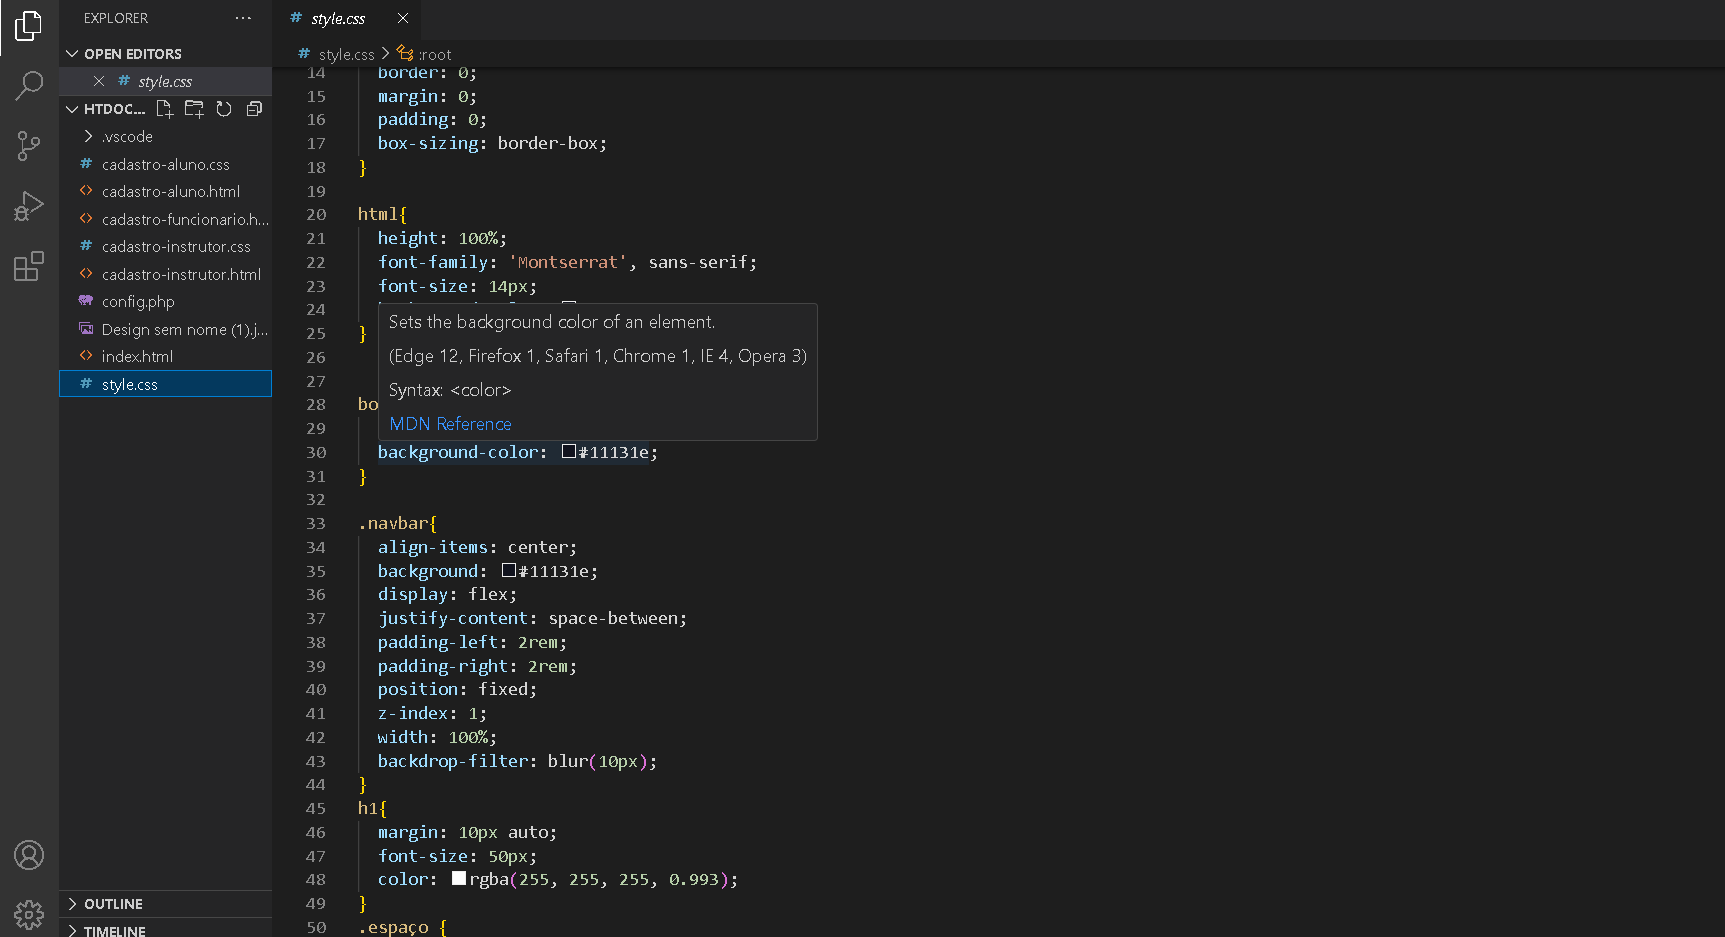 EXPLORER
OPEN EDITORS
style.css
HTDOC...
.vscode
cadastro-aluno.css
cadastro-aluno.html
cadastro-funcionario.h...
cadastro-instrutor.css
cadastro-instrutor.html
config.php
Design sem nome (1).j...
index.html
style.css
OUTLINE
TIMELINE
# style.css
# style.css > :root
14 border: 0;
15 margin: 0;
16 padding: 0;
17 box-sizing: border-box;
18 }
19
20 html{
21 height: 100%;
22 font-family: 'Montserrat', sans-serif;
23 font-size: 14px;
24
25 }
26
27
28 bo
29
30 background-color: #11131e;
31 }
32
33 .navbar{
34 align-items: center;
35 background: #11131e;
36 display: flex;
37 justify-content: space-between;
38 padding-left: 2rem;
39 padding-right: 2rem;
40 position: fixed;
41 z-index: 1;
42 width: 100%;
43 backdrop-filter: blur(10px);
44 }
45 h1{
46 margin: 10px auto;
47 font-size: 50px;
48 color: rgba(255, 255, 255, 0.993);
49 }
50 .espaço {
Sets the background color of an element.
(Edge 12, Firefox 1, Safari 1, Chrome 1, IE 4, Opera 3)
Syntax: <color>
MDN Reference